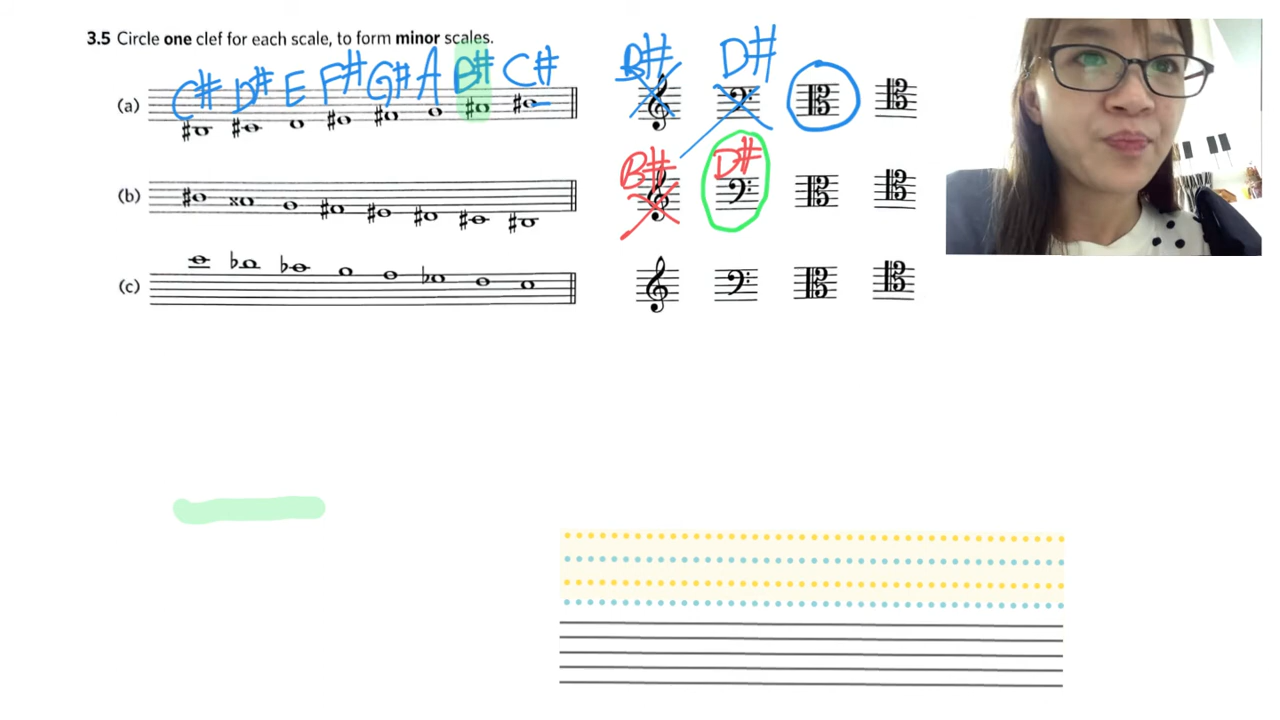 3.5 Circle one clef for each scale, to form minor scales.
C# D# E F# G# A B# C#
B# D#
(a)
B# D#
(b)
(c)